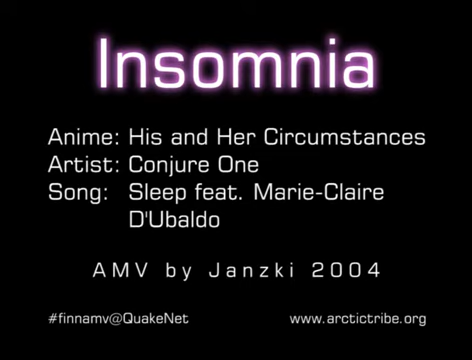 Insomnia
Anime: His and Her Circumstances
Artist: Conjure One
Song: Sleep feat. Marie-Claire
D'Ubaldo
AMV by Janzki 2004
#finnamv@QuakeNet www.arctictribe.org